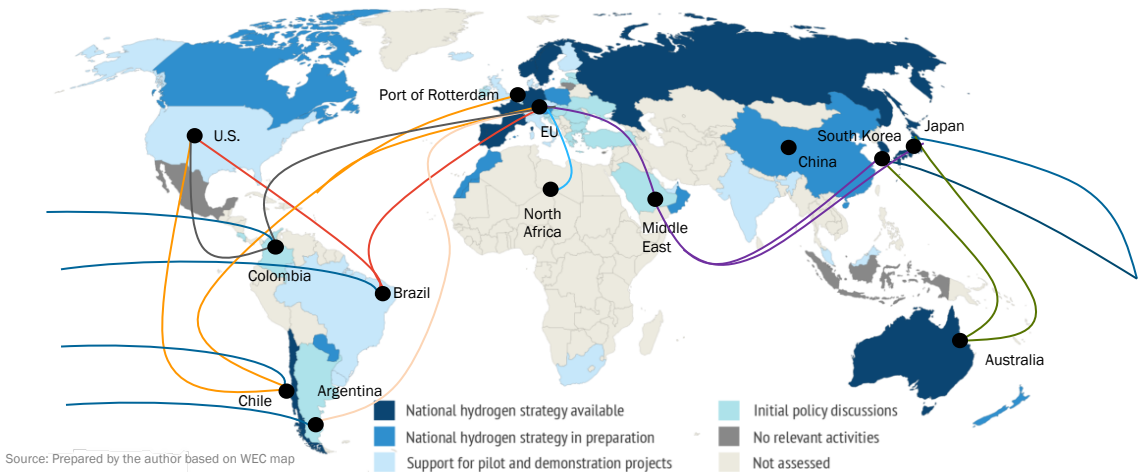 Port of Rotterdam
U.S.
EU
South Korea
Japan
China
North
Africa
Middle
East
Colombia
Brazil
Chile
Argentina
Australia
National hydrogen strategy available
National hydrogen strategy in preparation
Support for pilot and demonstration projects
Initial policy discussions
No relevant activities
Not assessed
Source: Prepared by the author based on WEC map